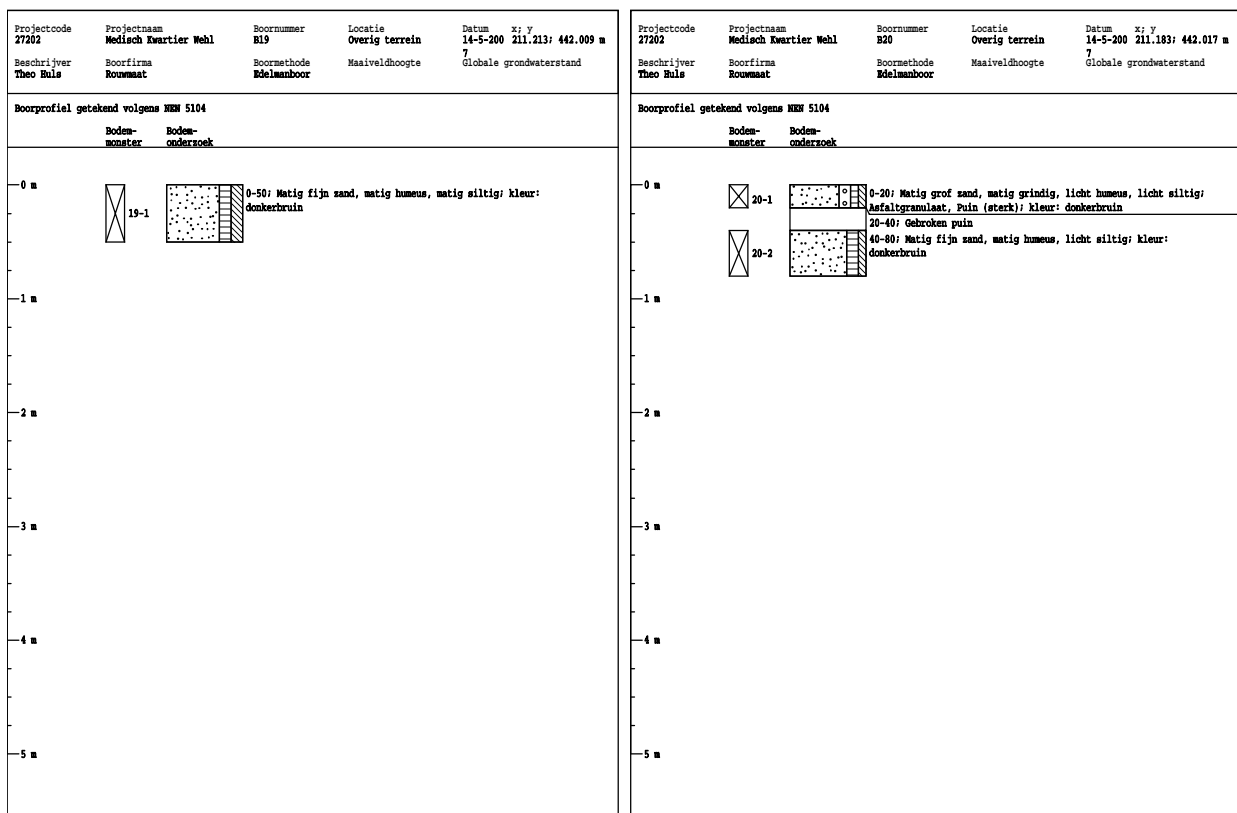 Projectcode Projectnaam Boornummer Locatie Datum x; y
27202 Medisch Kwartier Wehl B19 Overig terrein 14-5-200 211.213; 442.009 m
7
Beschrijver Boorfirma Boormethode Maaiveldhoogte Globale grondwaterstand
Theo Huls Rouwmaat Edelmanboor
Boorprofiel getekend volgens NEN 5104
Bodem- Bodem-
monster onderzoek
0 m
0-50; Matig fijn zand, matig humeus, matig siltig; kleur:
donkerbruin
19-1
1 m
2 m
3 m
4 m
5 m
Projectcode Projectnaam Boornummer Locatie Datum x; y
27202 Medisch Kwartier Wehl B20 Overig terrein 14-5-200 211.183; 442.017 m
7
Beschrijver Boorfirma Boormethode Maaiveldhoogte Globale grondwaterstand
Theo Huls Rouwmaat Edelmanboor
Boorprofiel getekend volgens NEN 5104
Bodem- Bodem-
monster onderzoek
0 m
20-1
0-20; Matig grof zand, matig grindig, licht humeus, licht siltig;
Asfaltgranulaat, Puin (sterk); kleur: donkerbruin
20-40; Gebroken puin
40-80; Matig fijn zand, matig humeus, licht siltig; kleur:
donkerbruin
20-2
1 m
2 m
3 m
4 m
5 m